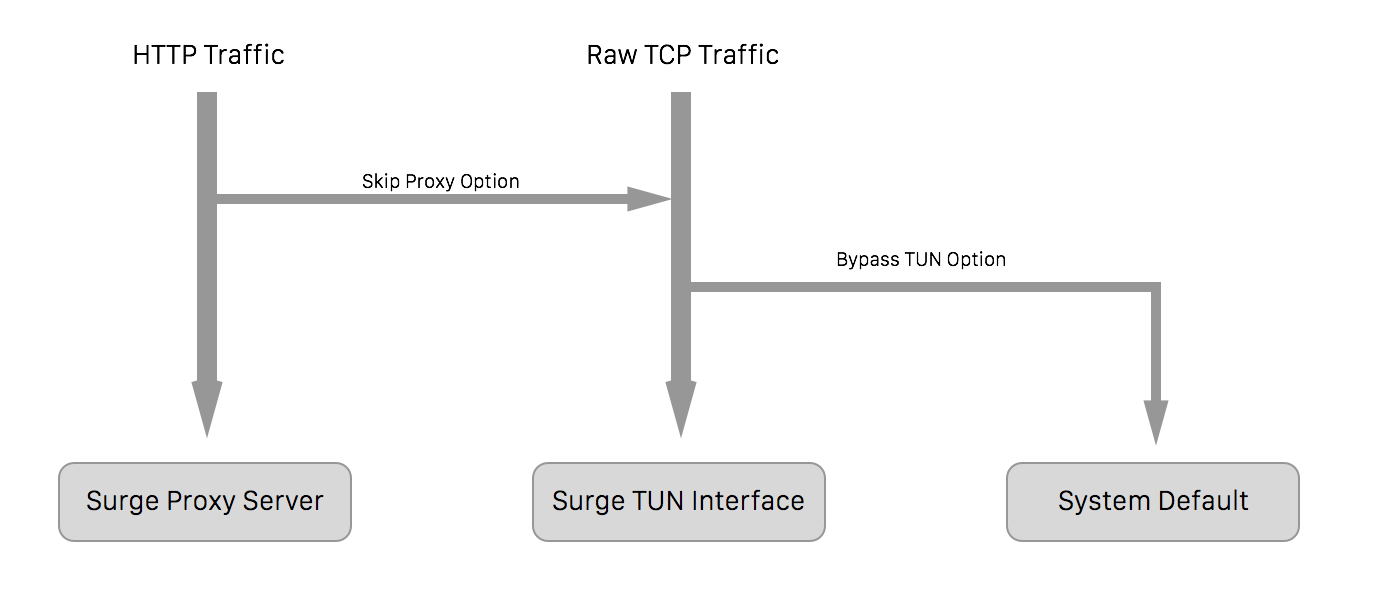 HTTP Traffic
Raw TCP Traffic
Skip Proxy Option
Bypass TUN Option
Surge Proxy Server
Surge TUN Interface
System Default